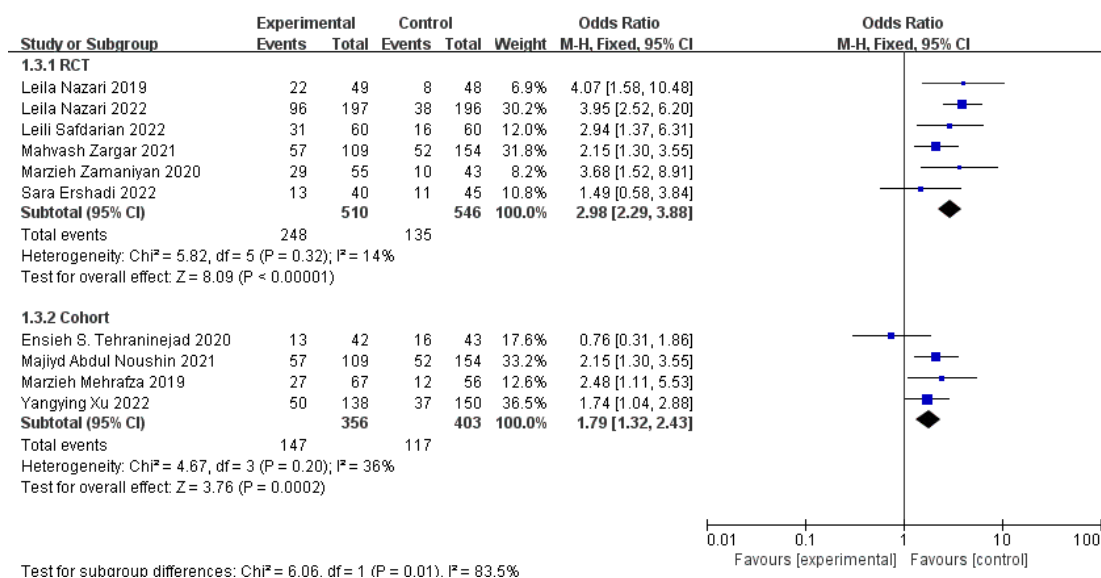 Experimental Control Odds Ratio Odds Ratio
Study or Subgroup Events Total Events Total Weight M-H, Fixed, 95% CI M-H, Fixed, 95% CI
1.3.1 RCT
Leila Nazari 2019 22 49 8 48 6.9% 4.07 [1.58, 10.48]
Leila Nazari 2022 96 197 38 196 30.2% 3.95 [2.52, 6.20]
Leili Safdarian 2022 31 60 16 60 12.0% 2.94 [1.37, 6.31]
Mahvash Zargar 2021 57 109 52 154 31.8% 2.15 [1.30, 3.55]
Marzieh Zamaniyan 2020 29 55 10 43 8.2% 3.68 [1.52, 8.91]
Sara Ershadi 2022 13 40 11 45 10.8% 1.49 [0.58, 3.84]
Subtotal (95% CI) 510 546 100.0% 2.98 [2.29, 3.88]
Total events 248 135
Heterogeneity: Chi² = 5.82, df = 5 (P = 0.32); I² = 14%
Test for overall effect: Z = 8.09 (P < 0.00001)
1.3.2 Cohort
Ensieh S. Tehraninejad 2020 13 42 16 43 17.6% 0.76 [0.31, 1.86]
Majiyd Abdul Noushin 2021 57 109 52 154 33.2% 2.15 [1.30, 3.55]
Marzieh Mehrafza 2019 27 67 12 56 12.6% 2.48 [1.11, 5.53]
Yangying Xu 2022 50 138 37 150 36.5% 1.74 [1.04, 2.88]
Subtotal (95% CI) 356 403 100.0% 1.79 [1.32, 2.43]
Total events 147 117
Heterogeneity: Chi² = 4.67, df = 3 (P = 0.20); I² = 36%
Test for overall effect: Z = 3.76 (P = 0.0002)
0.01 0.1 1 10 100
Favours [experimental] Favours [control]
Test for subgroup differences: Chi² = 6.06, df = 1 (P = 0.01), I² = 83.5%